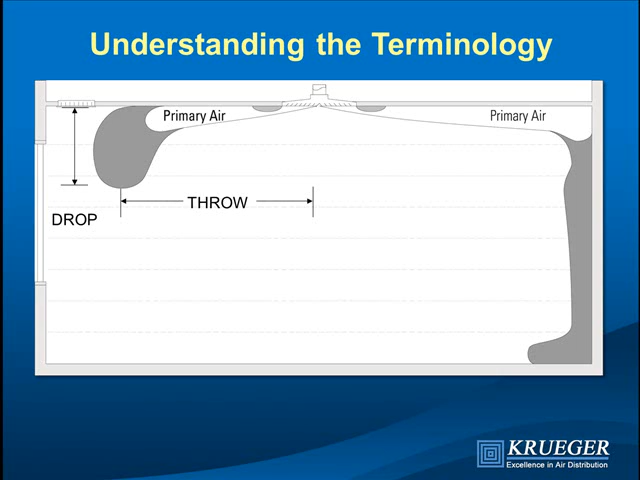 Understanding the Terminology
Primary Air
Primary Air
THROW
DROP
KRUEGER
Excellence in Air Distribution